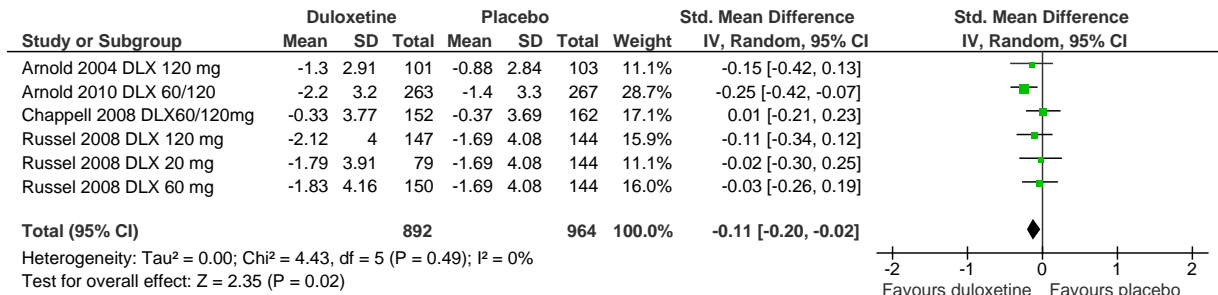 Duloxetine Placebo Std. Mean Difference Std. Mean Difference
Study or Subgroup Mean SD Total Mean SD Total Weight IV, Random, 95% CI IV, Random, 95% CI
Arnold 2004 DLX 120 mg -1.3 2.91 101 -0.88 2.84 103 11.1% -0.15 [-0.42, 0.13]
Arnold 2010 DLX 60/120 -2.2 3.2 263 -1.4 3.3 267 28.7% -0.25 [-0.42, -0.07]
Chappell 2008 DLX60/120mg -0.33 3.77 152 -0.37 3.69 162 17.1% 0.01 [-0.21, 0.23]
Russel 2008 DLX 120 mg -2.12 4 147 -1.69 4.08 144 15.9% -0.11 [-0.34, 0.12]
Russel 2008 DLX 20 mg -1.79 3.91 79 -1.69 4.08 144 11.1% -0.02 [-0.30, 0.25]
Russel 2008 DLX 60 mg -1.83 4.16 150 -1.69 4.08 144 16.0% -0.03 [-0.26, 0.19]
Total (95% CI) 892 964 100.0% -0.11 [-0.20, -0.02]
Heterogeneity: Tau² = 0.00; Chi² = 4.43, df = 5 (P = 0.49); I² = 0%
Test for overall effect: Z = 2.35 (P = 0.02)
-2 -1 0 1 2
Favours duloxetine Favours placebo